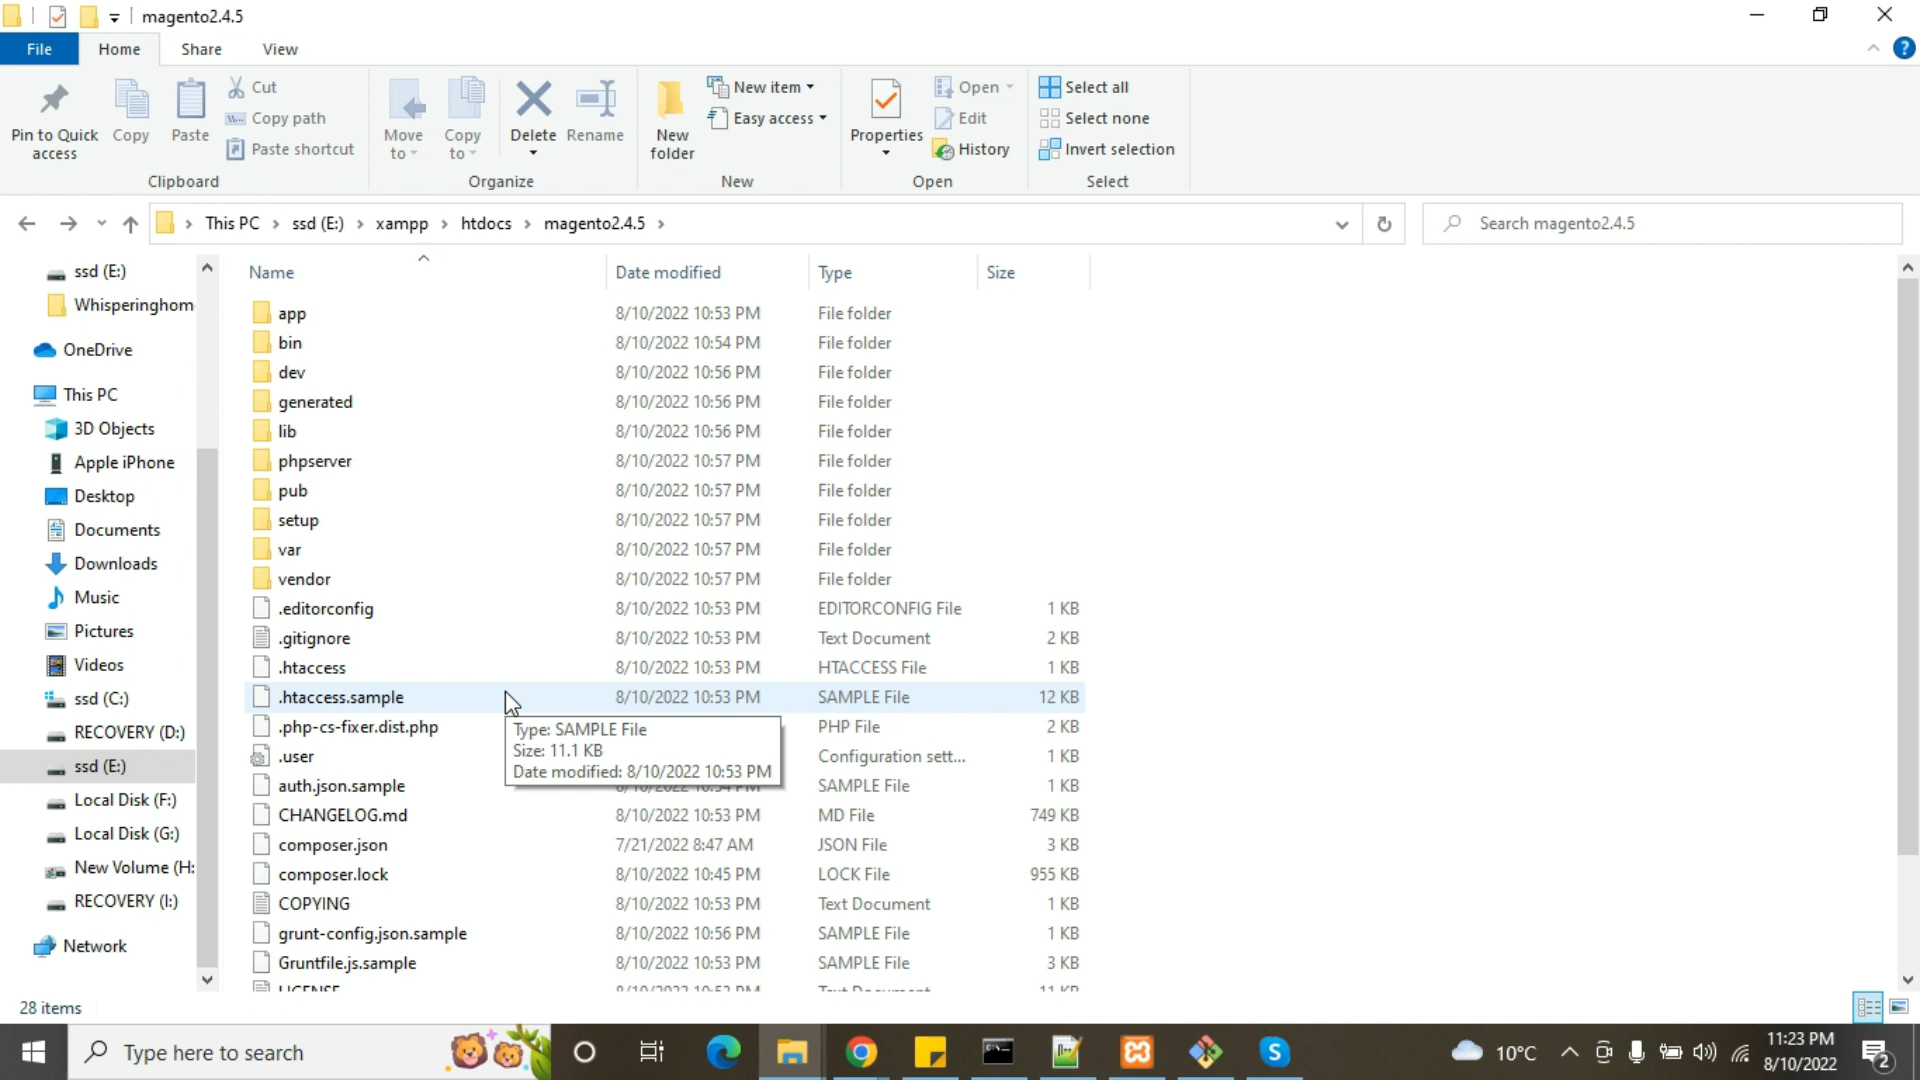 magento2.4.5
File Home Share View
Pin to Quick access
Copy
Paste
Cut
Copy path
Paste shortcut
Clipboard
Move to
Copy to
Delete
Rename
Organize
New folder
New item
Easy access
New
Properties
Open
Edit
History
Open
Select all
Select none
Invert selection
Select
This PC > ssd (E:) > xampp > htdocs > magento2.4.5 >
Search magento2.4.5
ssd (E:)
Whisperinghom
OneDrive
This PC
3D Objects
Apple iPhone
Desktop
Documents
Downloads
Music
Pictures
Videos
ssd (C:)
RECOVERY (D:)
ssd (E:)
Local Disk (F:)
Local Disk (G:)
New Volume (H:
RECOVERY (I:)
Network
Name Date modified Type Size
app 8/10/2022 10:53 PM File folder
bin 8/10/2022 10:54 PM File folder
dev 8/10/2022 10:56 PM File folder
generated 8/10/2022 10:56 PM File folder
lib 8/10/2022 10:56 PM File folder
phpserver 8/10/2022 10:57 PM File folder
pub 8/10/2022 10:57 PM File folder
setup 8/10/2022 10:57 PM File folder
var 8/10/2022 10:57 PM File folder
vendor 8/10/2022 10:57 PM File folder
.editorconfig 8/10/2022 10:53 PM EDITORCONFIG File 1 KB
.gitignore 8/10/2022 10:53 PM Text Document 2 KB
.htaccess 8/10/2022 10:53 PM HTACCESS File 1 KB
.htaccess.sample 8/10/2022 10:53 PM SAMPLE File 12 KB
.php-cs-fixer.dist.php PHP File 2 KB
.user Configuration sett... 1 KB
auth.json.sample SAMPLE File 1 KB
Type: SAMPLE File
Size: 11.1 KB
Date modified: 8/10/2022 10:53 PM
CHANGELOG.md 8/10/2022 10:53 PM MD File 749 KB
composer.json 7/21/2022 8:47 AM JSON File 3 KB
composer.lock 8/10/2022 10:45 PM LOCK File 955 KB
COPYING 8/10/2022 10:53 PM Text Document 1 KB
grunt-config.json.sample 8/10/2022 10:56 PM SAMPLE File 1 KB
Gruntfile.js.sample 8/10/2022 10:53 PM SAMPLE File 3 KB
28 items
Type here to search
10°C
11:23 PM
8/10/2022
2